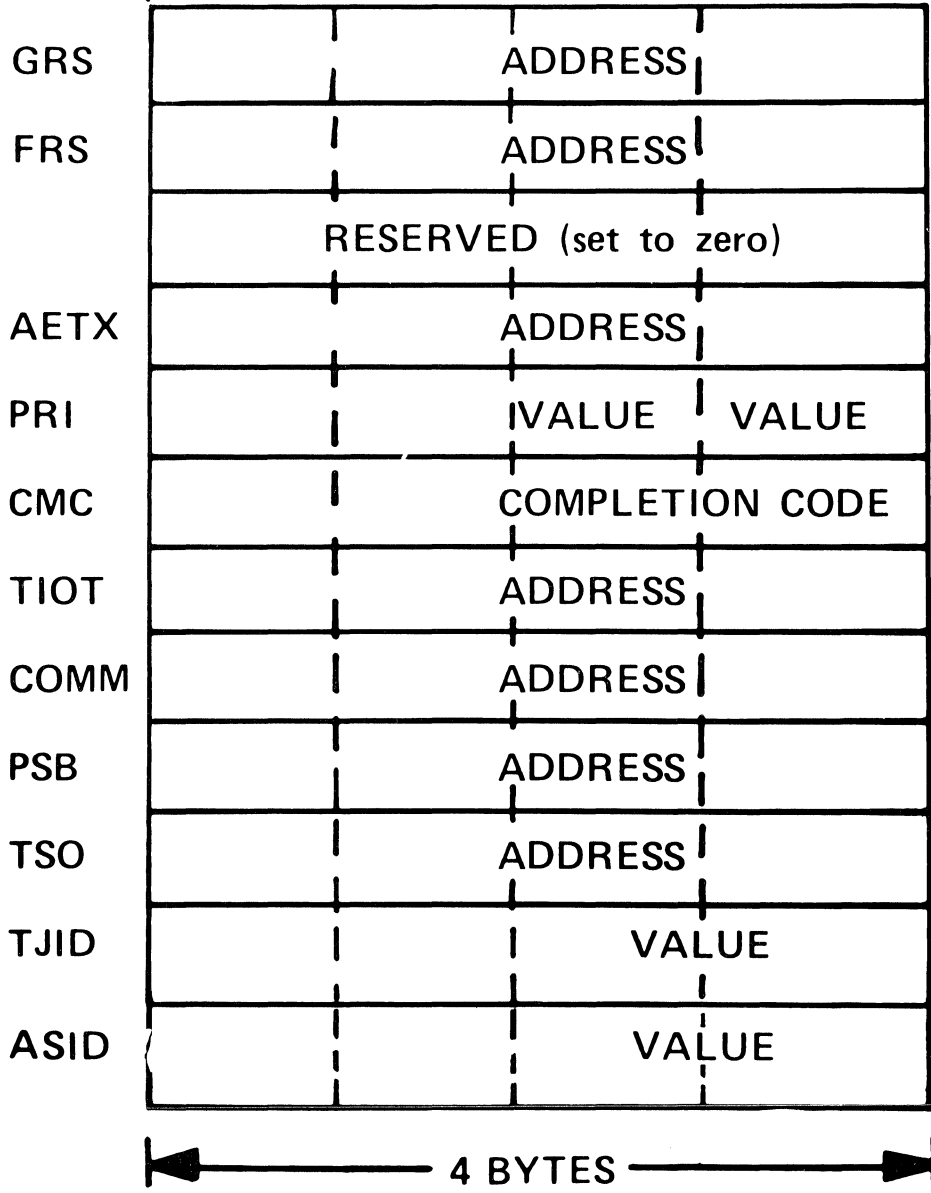 GRS ADDRESS
FRS ADDRESS
RESERVED (set to zero)
AETX ADDRESS
PRI VALUE VALUE
CMC COMPLETION CODE
TIOT ADDRESS
COMM ADDRESS
PSB ADDRESS
TSO ADDRESS
TJID VALUE
ASID VALUE
4 BYTES